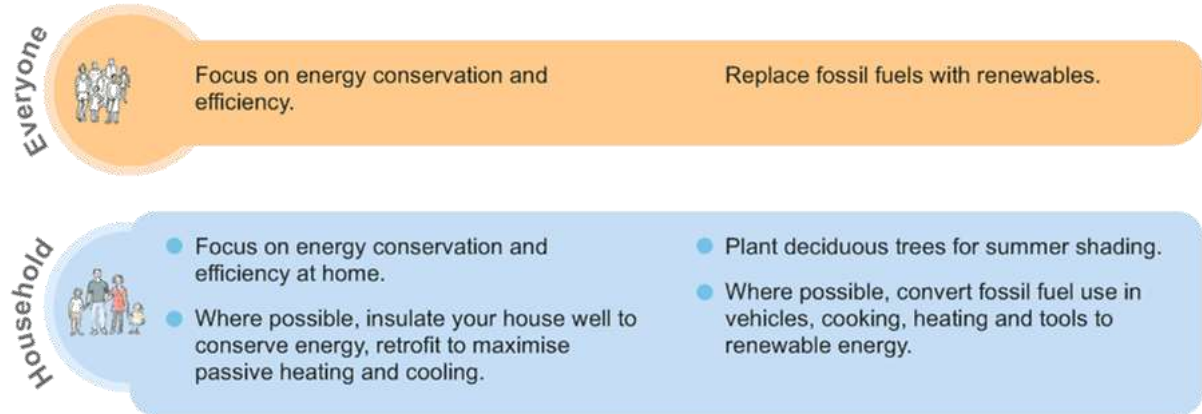 Everyone
Focus on energy conservation and
efficiency.
Replace fossil fuels with renewables.
Household
Focus on energy conservation and
efficiency at home.
Where possible, insulate your house well to
conserve energy, retrofit to maximise
passive heating and cooling.
Plant deciduous trees for summer shading.
Where possible, convert fossil fuel use in
vehicles, cooking, heating and tools to
renewable energy.